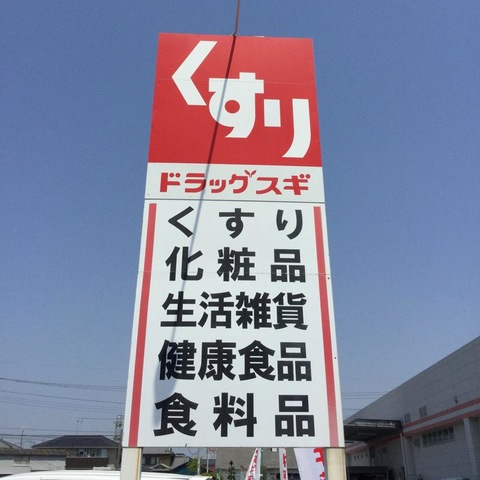 くすり
ドラッグスギ
くすり
化粧品
生活雑貨
健康食品
食料品